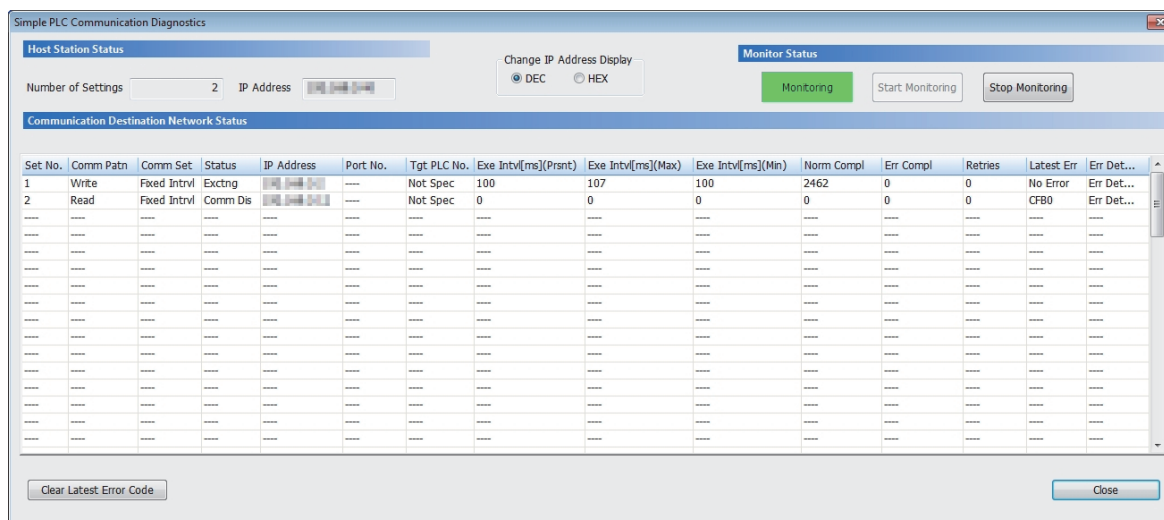 Simple PLC Communication Diagnostics
Host Station Status
Change IP Address Display
Monitor Status
Number of Settings 2 IP Address DEC HEX Monitoring Start Monitoring Stop Monitoring
Communication Destination Network Status
Set No. Comm Patn Comm Set Status IP Address Port No. Tgt PLC No. Exe Intvl[ms](Prsnt) Exe Intvl[ms](Max) Exe Intvl[ms](Min) Norm Compl Err Compl Retries Latest Err Err Det...
1 Write Fixed Intrvl Exctng ---- Not Spec 100 107 100 2462 0 0 No Error Err Det...
2 Read Fixed Intrvl Comm Dis ---- Not Spec 0 0 0 0 0 0 CFB0 Err Det...
---- ---- ---- ---- ---- ---- ---- ---- ---- ---- ---- ---- ---- ---- ----
---- ---- ---- ---- ---- ---- ---- ---- ---- ---- ---- ---- ---- ---- ----
---- ---- ---- ---- ---- ---- ---- ---- ---- ---- ---- ---- ---- ---- ----
---- ---- ---- ---- ---- ---- ---- ---- ---- ---- ---- ---- ---- ---- ----
---- ---- ---- ---- ---- ---- ---- ---- ---- ---- ---- ---- ---- ---- ----
---- ---- ---- ---- ---- ---- ---- ---- ---- ---- ---- ---- ---- ---- ----
---- ---- ---- ---- ---- ---- ---- ---- ---- ---- ---- ---- ---- ---- ----
---- ---- ---- ---- ---- ---- ---- ---- ---- ---- ---- ---- ---- ---- ----
---- ---- ---- ---- ---- ---- ---- ---- ---- ---- ---- ---- ---- ---- ----
---- ---- ---- ---- ---- ---- ---- ---- ---- ---- ---- ---- ---- ---- ----
---- ---- ---- ---- ---- ---- ---- ---- ---- ---- ---- ---- ---- ---- ----
---- ---- ---- ---- ---- ---- ---- ---- ---- ---- ---- ---- ---- ---- ----
---- ---- ---- ---- ---- ---- ---- ---- ---- ---- ---- ---- ---- ---- ----
---- ---- ---- ---- ---- ---- ---- ---- ---- ---- ---- ---- ---- ---- ----
Clear Latest Error Code Close